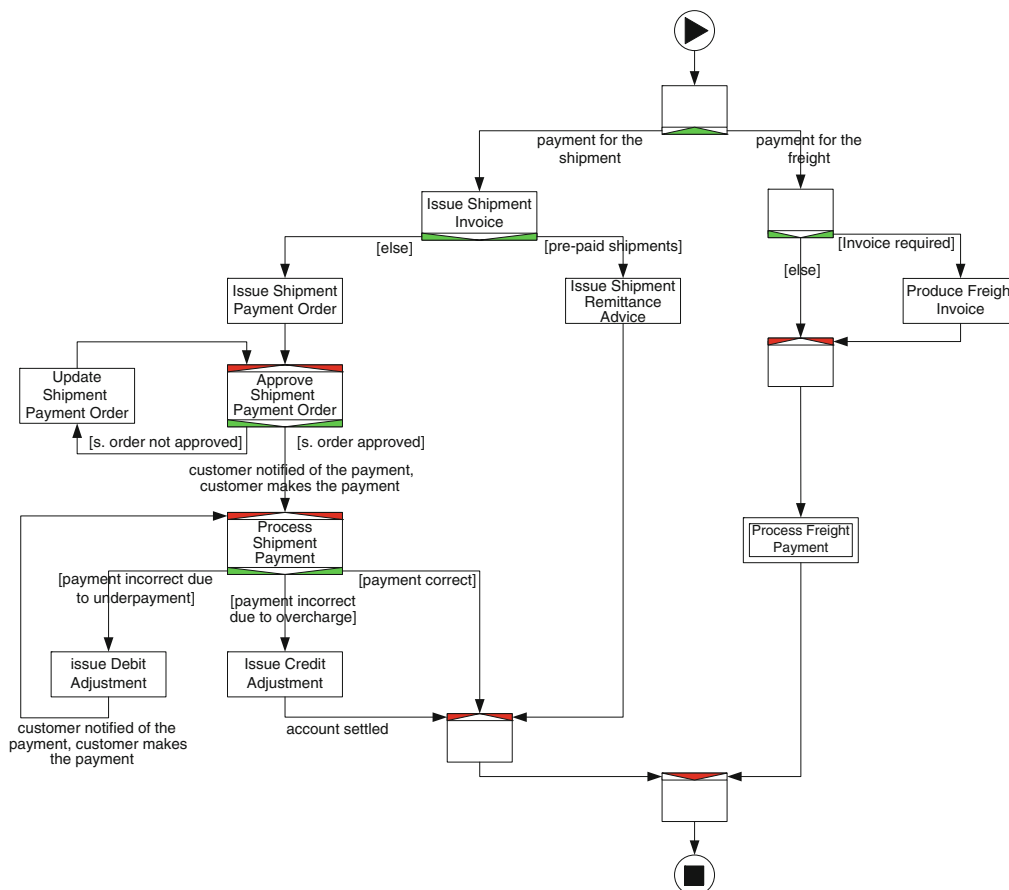 payment for the
shipment
payment for the
freight
Issue Shipment
Invoice
[else]
[pre-paid shipments]
[Invoice required]
[else]
Issue Shipment
Payment Order
Issue Shipment
Remittance
Advice
Produce Freight
Invoice
Update
Shipment
Payment Order
Approve
Shipment
Payment Order
[s. order not approved]
[s. order approved]
customer notified of the payment,
customer makes the payment
Process
Shipment
Payment
Process Freight
Payment
[payment incorrect due
to underpayment]
[payment incorrect
due to overcharge]
[payment correct]
issue Debit
Adjustment
Issue Credit
Adjustment
customer notified of the
payment, customer makes
the payment
account settled